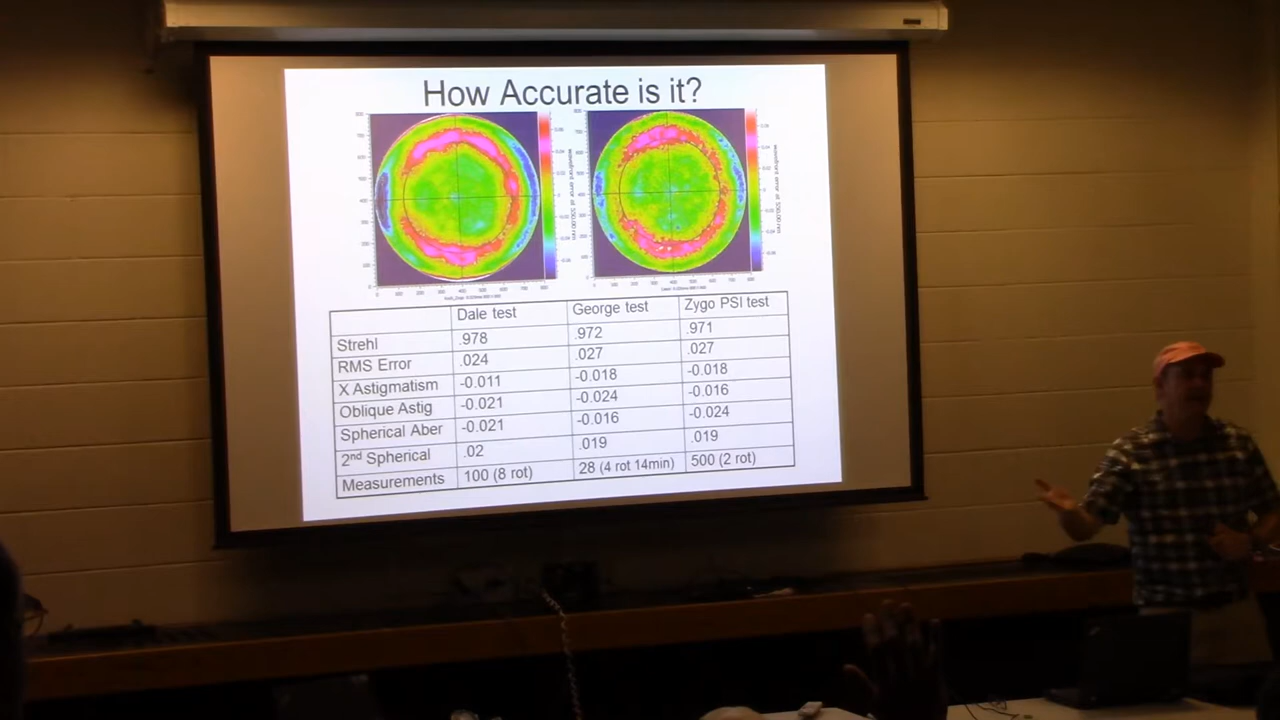 How Accurate is it?
Dale test George test Zygo PSI test
Strehl .978 .972 .971
RMS Error .024 .027 .027
X Astigmatism -0.011 -0.018 -0.018
Oblique Astig -0.021 -0.024 -0.016
Spherical Aber -0.021 -0.016 -0.024
2nd Spherical .02 .019 .019
Measurements 100 (8 rot) 28 (4 rot 14min) 500 (2 rot)